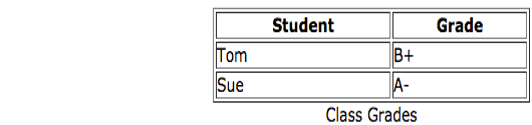 Student Grade
Tom B+
Sue A-
Class Grades